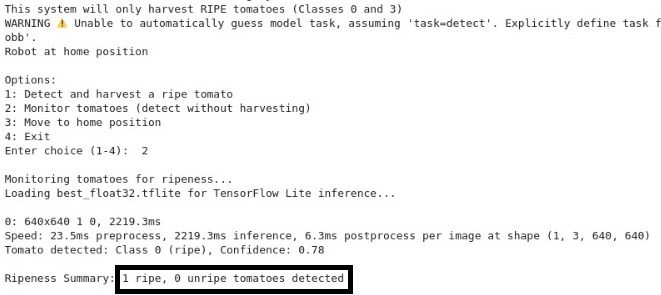 This system will only harvest RIPE tomatoes (Classes 0 and 3)
WARNING ⚠ Unable to automatically guess model task, assuming 'task=detect'. Explicitly define task f
obb'.
Robot at home position
Options:
1: Detect and harvest a ripe tomato
2: Monitor tomatoes (detect without harvesting)
3: Move to home position
4: Exit
Enter choice (1-4):  2
Monitoring tomatoes for ripeness...
Loading best_float32.tflite for TensorFlow Lite inference...
0: 640x640 1 0, 2219.3ms
Speed: 23.5ms preprocess, 2219.3ms inference, 6.3ms postprocess per image at shape (1, 3, 640, 640)
Tomato detected: Class 0 (ripe), Confidence: 0.78
Ripeness Summary: 1 ripe, 0 unripe tomatoes detected